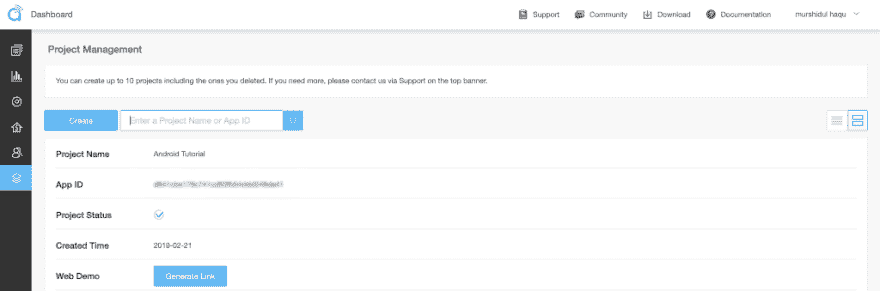 Dashboard
Support
Community
Download
Documentation
murshidul haqu
Project Management
You can create up to 10 projects including the ones you deleted. If you need more, please contact us via Support on the top banner.
Create
Enter a Project Name or App ID
Project Name
Android Tutorial
App ID
Project Status
Created Time
2019-02-21
Web Demo
Generate Link